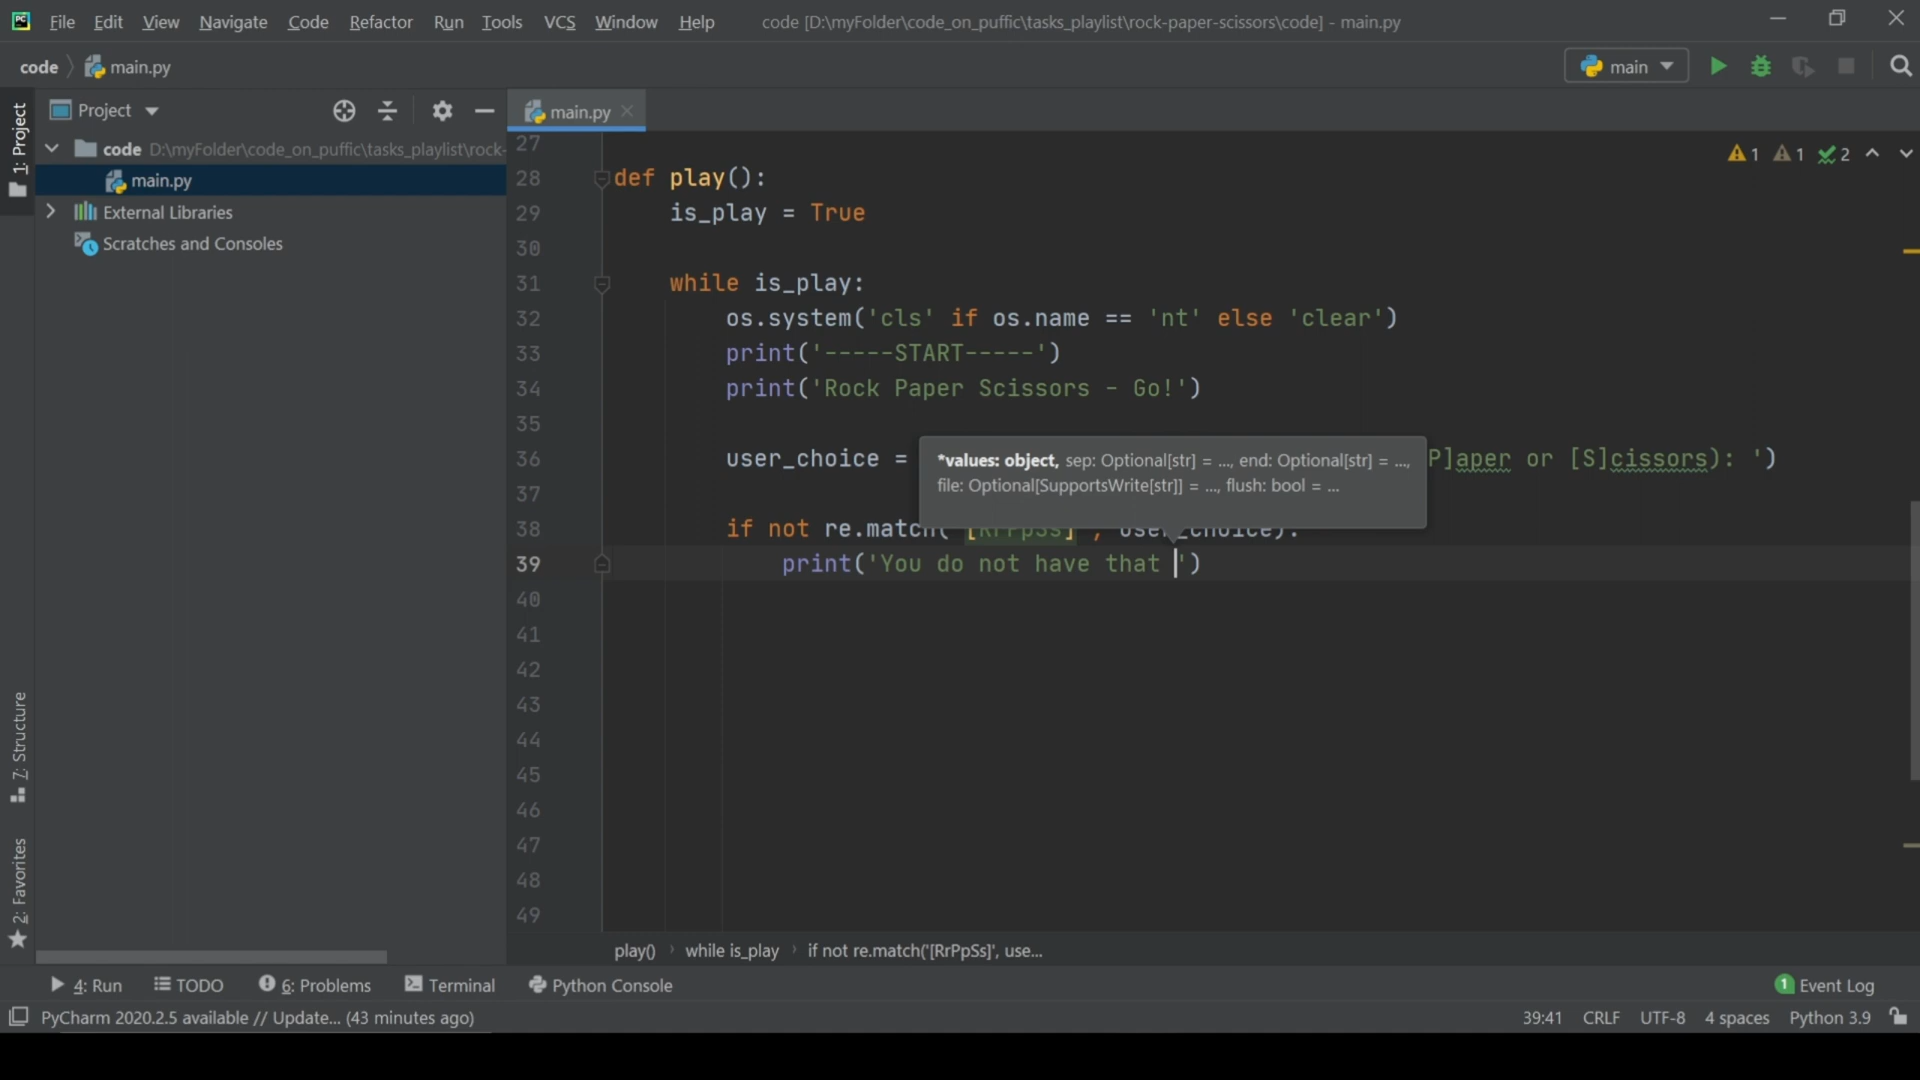 File Edit View Navigate Code Refactor Run Tools VCS Window Help code [D:\myFolder\code_on_puffic\tasks_playlist\rock-paper-scissors\code] - main.py
code main.py main
1: Project
Project main.py
code D:\myFolder\code_on_puffic\tasks_playlist\rock-
main.py
External Libraries
Scratches and Consoles
1 1 2
27
28 def play():
29 is_play = True
30
31 while is_play:
32 os.system('cls' if os.name == 'nt' else 'clear')
33 print('-----START-----')
34 print('Rock Paper Scissors - Go!')
35
36 user_choice = P]aper or [S]cissors): ')
*values: object, sep: Optional[str] = ..., end: Optional[str] = ...,
file: Optional[SupportsWrite[str]] = ..., flush: bool = ...
37
38 if not re.match('[RrPpSs]', user_choice):
39 print('You do not have that ')
40
41
42
43
44
45
46
47
48
49
7: Structure
2: Favorites
play() while is_play if not re.match('[RrPpSs]', use...
4: Run TODO 6: Problems Terminal Python Console 1 Event Log
PyCharm 2020.2.5 available // Update... (43 minutes ago) 39:41 CRLF UTF-8 4 spaces Python 3.9